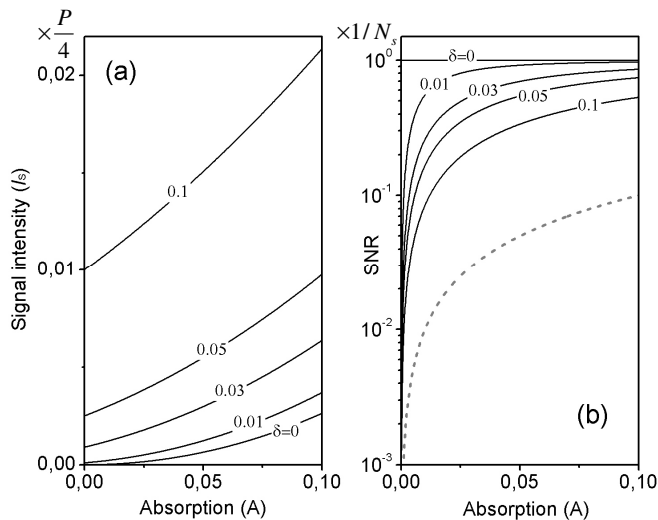 ×P/4
(a)
0,02
0,01
0,00
Signal intensity (Is)
0.1
0.05
0.03
0.01
δ=0
0,00
0,05
0,10
Absorption (A)
×1/Ns
10⁰
10⁻¹
10⁻²
10⁻³
SNR
δ=0
0.01
0.03
0.05
0.1
(b)
0,00
0,05
0,10
Absorption (A)